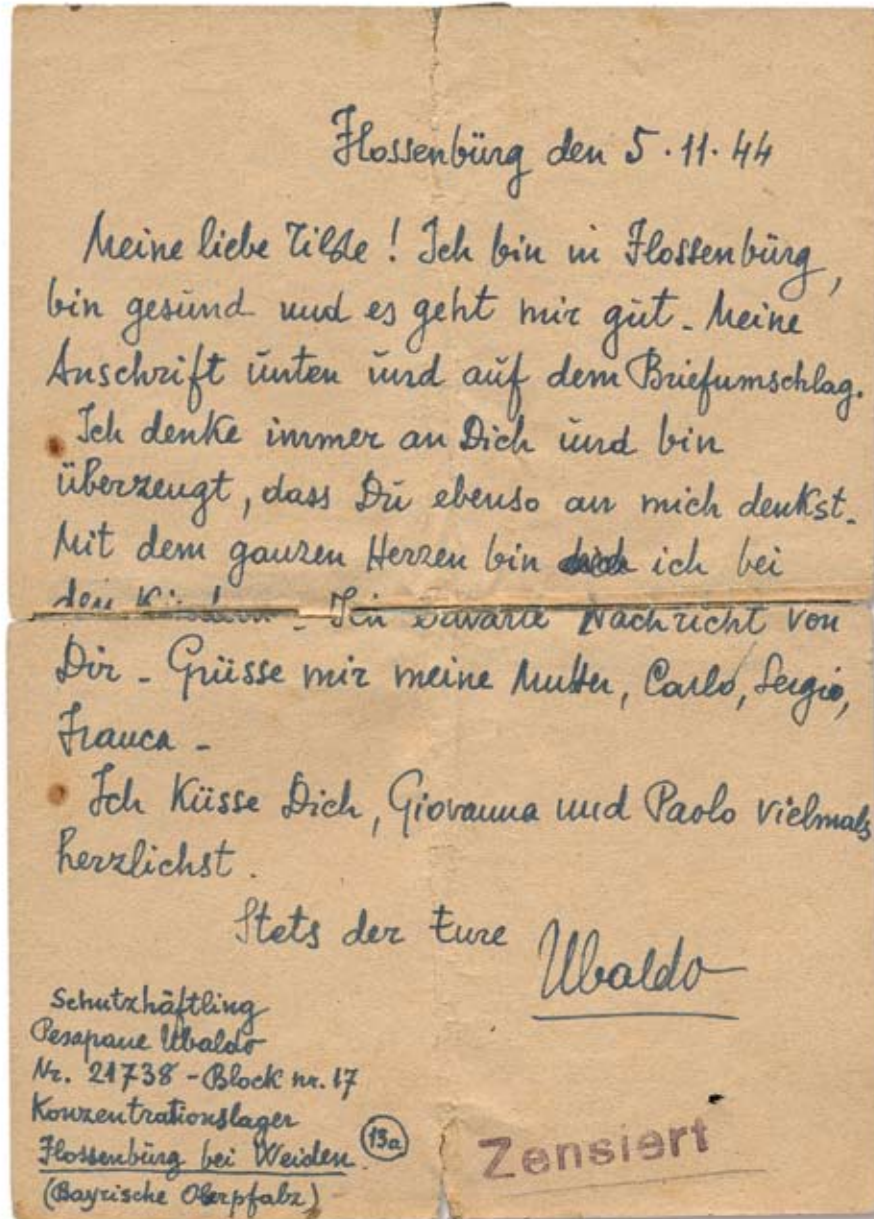 Flossenbürg den 5.11.44
Meine liebe Tilde! Ich bin in Flossenbürg,
bin gesund und es geht mir gut - Meine
Anschrift unten und auf dem Briefumschlag.
Ich denke immer an Dich und bin
überzeugt, dass Du ebenso an mich denkst.
Mit dem ganzen Herzen bin ich bei
den Kindern - Ich erwarte Nachricht von
Dir - Grüsse mir meine Mutter, Carlo, Sergio,
Franca -
Ich Küsse Dich, Giovanna und Paolo vielmals
herzlichst.
Stets der Eure Ubaldo
Schutzhäftling
Pesapane Ubaldo
Nr. 21738 - Block nr. 17
Konzentrationslager
Flossenbürg bei Weiden 13a
(Bayrische Oberpfalz)
Zensiert